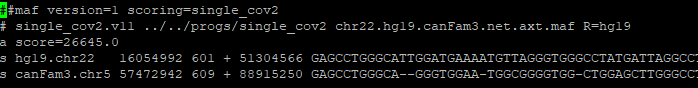 ##maf version=1 scoring=single_cov2
# single_cov2.v11 ../../progs/single_cov2 chr22.hg19.canFam3.net.axt.maf R=hg19
a score=26645.0
s hg19.chr22   16054992 601 + 51304566 GAGCCTGGGCATTGGATGAAAATGTTAGGGTGGGCCTATGATTAGGCCT
s canFam3.chr5 57472942 609 + 88915250 GAGCCTGGGCA--GGGTGGAA-TGGCGGGGTGG-CTGGAGCTTGGGCCT